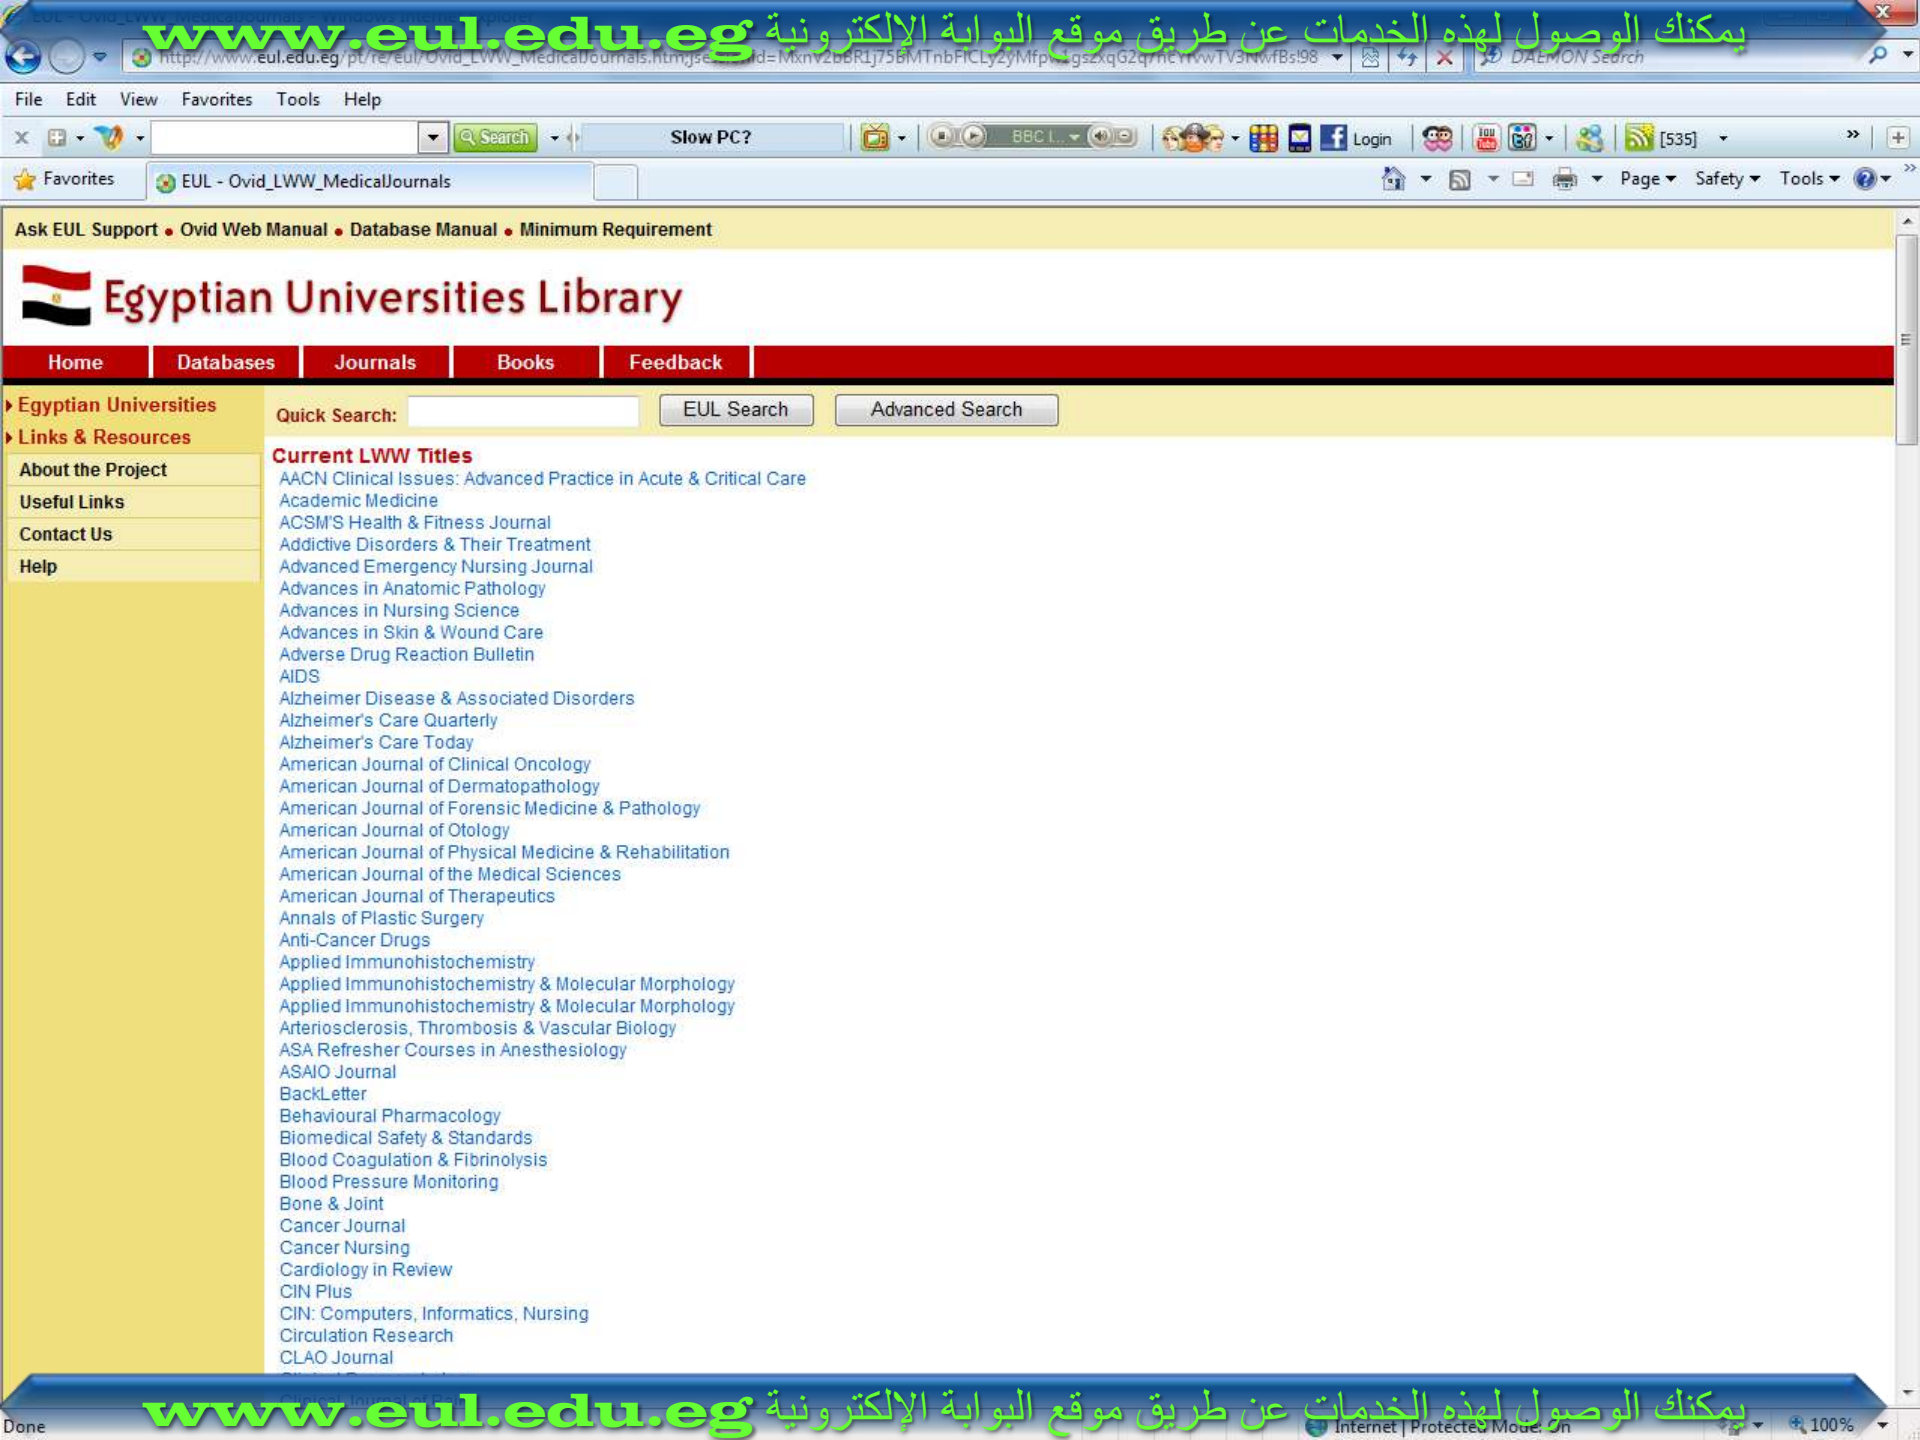 يمكنك الوصول لهذه الخدمات عن طريق موقع البوابة الإلكترونية www.eul.edu.eg
DAEMON Search
File Edit View Favorites Tools Help
Search Slow PC? BBC Login [535]
Favorites EUL - Ovid_LWW_MedicalJournals Page Safety Tools
Ask EUL Support • Ovid Web Manual • Database Manual • Minimum Requirement
Egyptian Universities Library
Home Databases Journals Books Feedback
Egyptian Universities
Links & Resources
About the Project
Useful Links
Contact Us
Help
Quick Search: EUL Search Advanced Search
Current LWW Titles
AACN Clinical Issues: Advanced Practice in Acute & Critical Care
Academic Medicine
ACSM'S Health & Fitness Journal
Addictive Disorders & Their Treatment
Advanced Emergency Nursing Journal
Advances in Anatomic Pathology
Advances in Nursing Science
Advances in Skin & Wound Care
Adverse Drug Reaction Bulletin
AIDS
Alzheimer Disease & Associated Disorders
Alzheimer's Care Quarterly
Alzheimer's Care Today
American Journal of Clinical Oncology
American Journal of Dermatopathology
American Journal of Forensic Medicine & Pathology
American Journal of Otology
American Journal of Physical Medicine & Rehabilitation
American Journal of the Medical Sciences
American Journal of Therapeutics
Annals of Plastic Surgery
Anti-Cancer Drugs
Applied Immunohistochemistry
Applied Immunohistochemistry & Molecular Morphology
Applied Immunohistochemistry & Molecular Morphology
Arteriosclerosis, Thrombosis & Vascular Biology
ASA Refresher Courses in Anesthesiology
ASAIO Journal
BackLetter
Behavioural Pharmacology
Biomedical Safety & Standards
Blood Coagulation & Fibrinolysis
Blood Pressure Monitoring
Bone & Joint
Cancer Journal
Cancer Nursing
Cardiology in Review
CIN Plus
CIN: Computers, Informatics, Nursing
Circulation Research
CLAO Journal
يمكنك الوصول لهذه الخدمات عن طريق موقع البوابة الإلكترونية www.eul.edu.eg
Done Internet | Protected Mode: On 100%